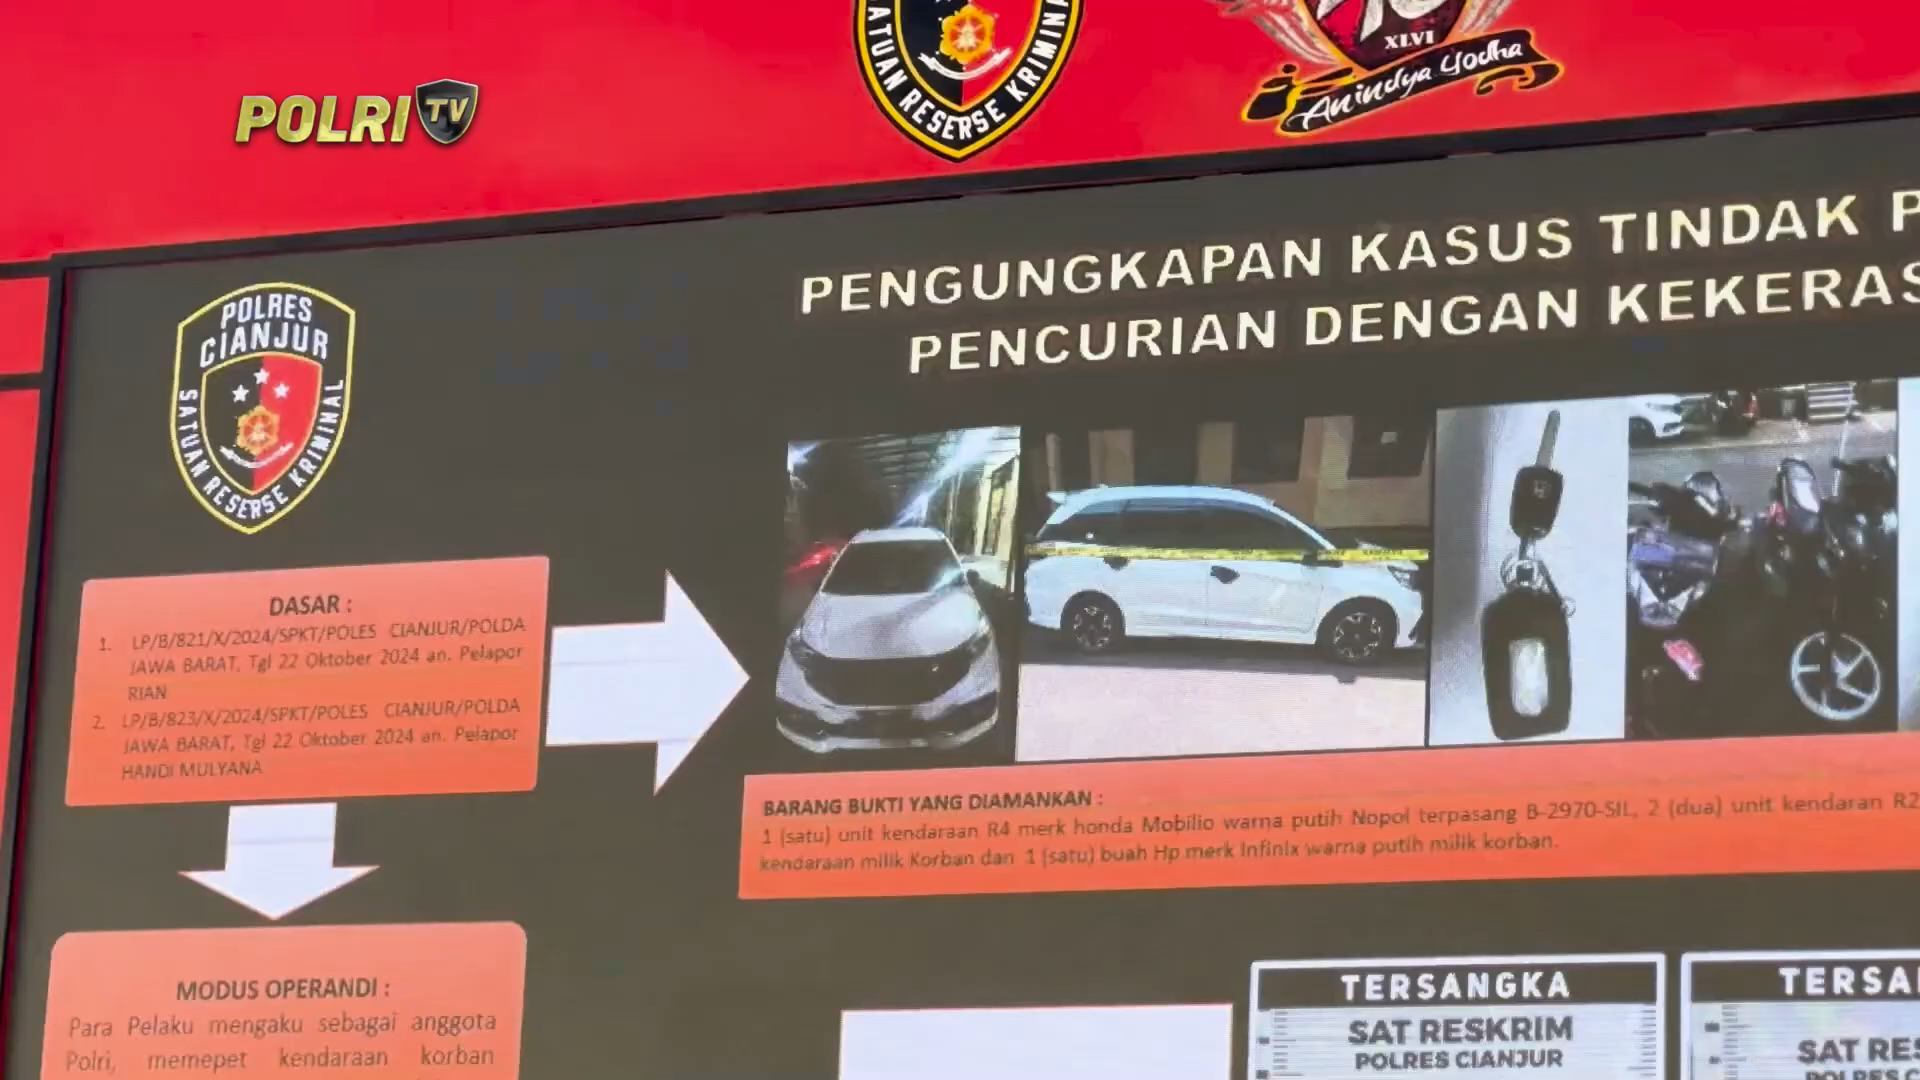 SATUAN RESERSE KRIMINA
XLVI
Anindya Yodha
POLRI TV
PENGUNGKAPAN KASUS TINDAK P
PENCURIAN DENGAN KEKERAS
POLRES
CIANJUR
SATUAN RESERSE KRIMINAL
DASAR :
1. LP/B/821/X/2024/SPKT/POLES CIANJUR/POLDA
JAWA BARAT, Tgl 22 Oktober 2024 an. Pelapor
RIAN
2. LP/B/823/X/2024/SPKT/POLES CIANJUR/POLDA
JAWA BARAT, Tgl 22 Oktober 2024 an. Pelapor
HANDI MULYANA
BARANG BUKTI YANG DIAMANKAN :
1 (satu) unit kendaraan R4 merk honda Mobilio warna putih Nopol terpasang B-2970-SIL, 2 (dua) unit kendaran R2
kendaraan milik Korban dan 1 (satu) buah Hp merk Infinix warna putih milik korban.
MODUS OPERANDI :
Para Pelaku mengaku sebagai anggota
Polri, memepet kendaraan korban
TERSANGKA
SAT RESKRIM
POLRES CIANJUR
TERSA
SAT RES
POLRES C